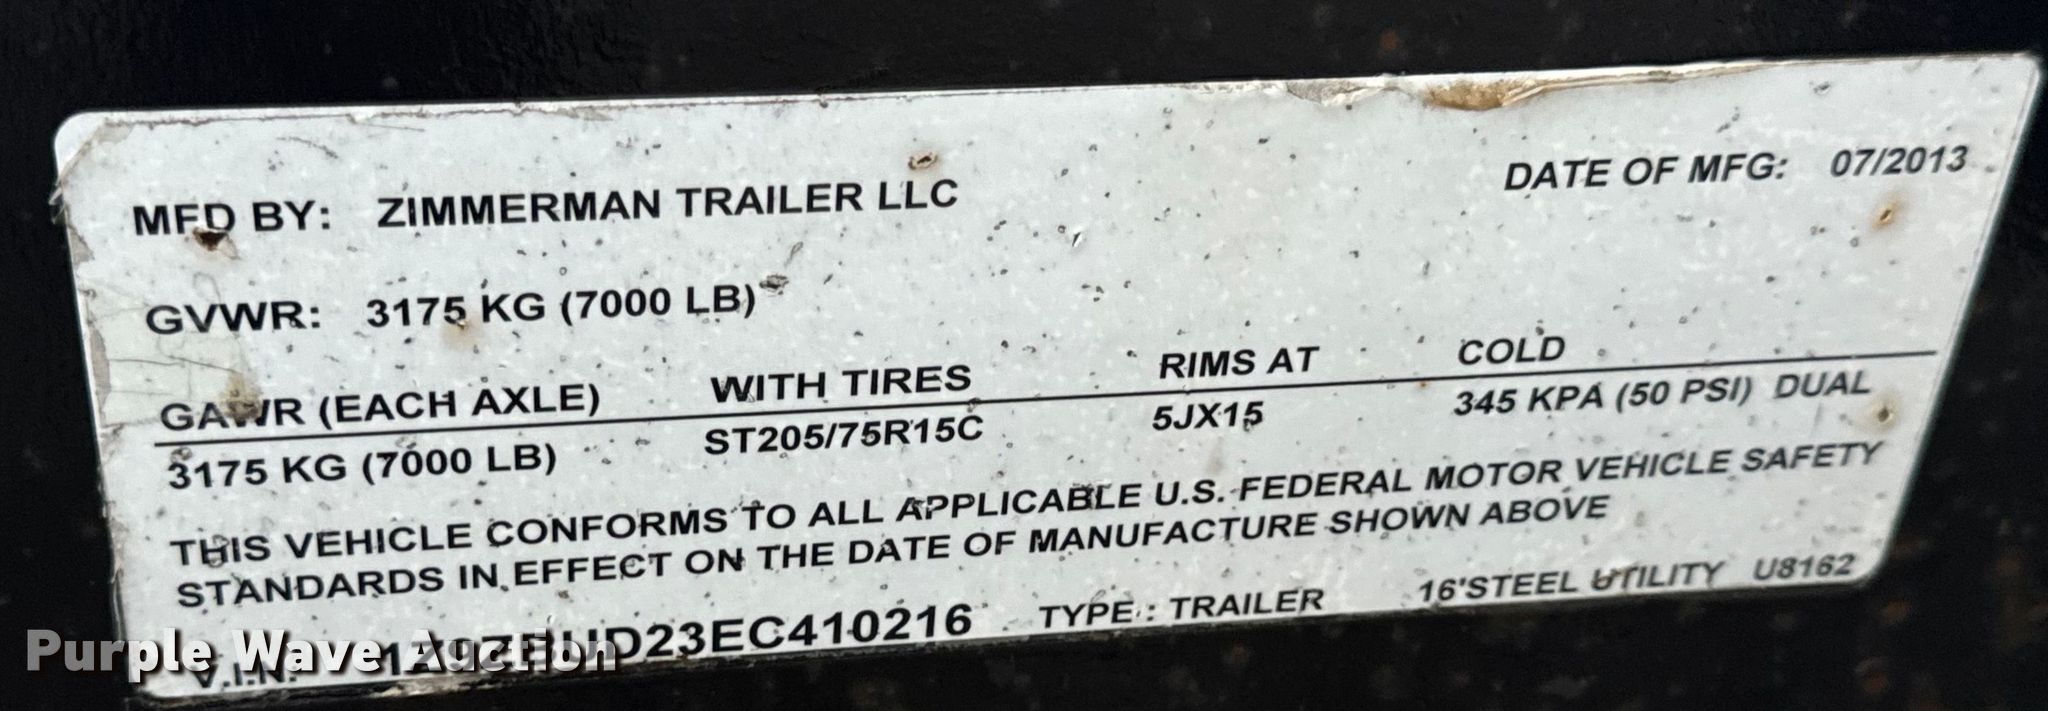 MFD BY: ZIMMERMAN TRAILER LLC DATE OF MFG: 07/2013
GVWR: 3175 KG (7000 LB)
GAWR (EACH AXLE) WITH TIRES RIMS AT COLD
3175 KG (7000 LB) ST205/75R15C 5JX15 345 KPA (50 PSI) DUAL
THIS VEHICLE CONFORMS TO ALL APPLICABLE U.S. FEDERAL MOTOR VEHICLE SAFETY
STANDARDS IN EFFECT ON THE DATE OF MANUFACTURE SHOWN ABOVE
V.I.N. TYPE: TRAILER 16'STEEL UTILITY U8162
Purple Wave Auction